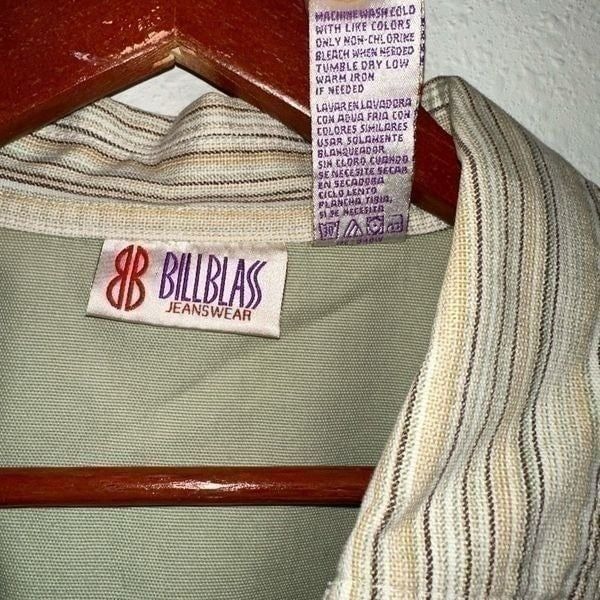 MACHINE WASH COLD
WITH LIKE COLORS
ONLY NON-CHLORINE
BLEACH WHEN NEEDED
TUMBLE DRY LOW
WARM IRON
IF NEEDED
LAVAR EN LAVADORA
CON AGUA FRIA CON
COLORES SIMILARES
USAR SOLAMENTE
BLANQUEADOR
SIN CLORO CUANDO
SE NECESITE SECAR
EN SECADORA
CICLO LENTO
PLANCHA TIBIA,
SI SE NECESITA
BB BILLBLASS
JEANSWEAR